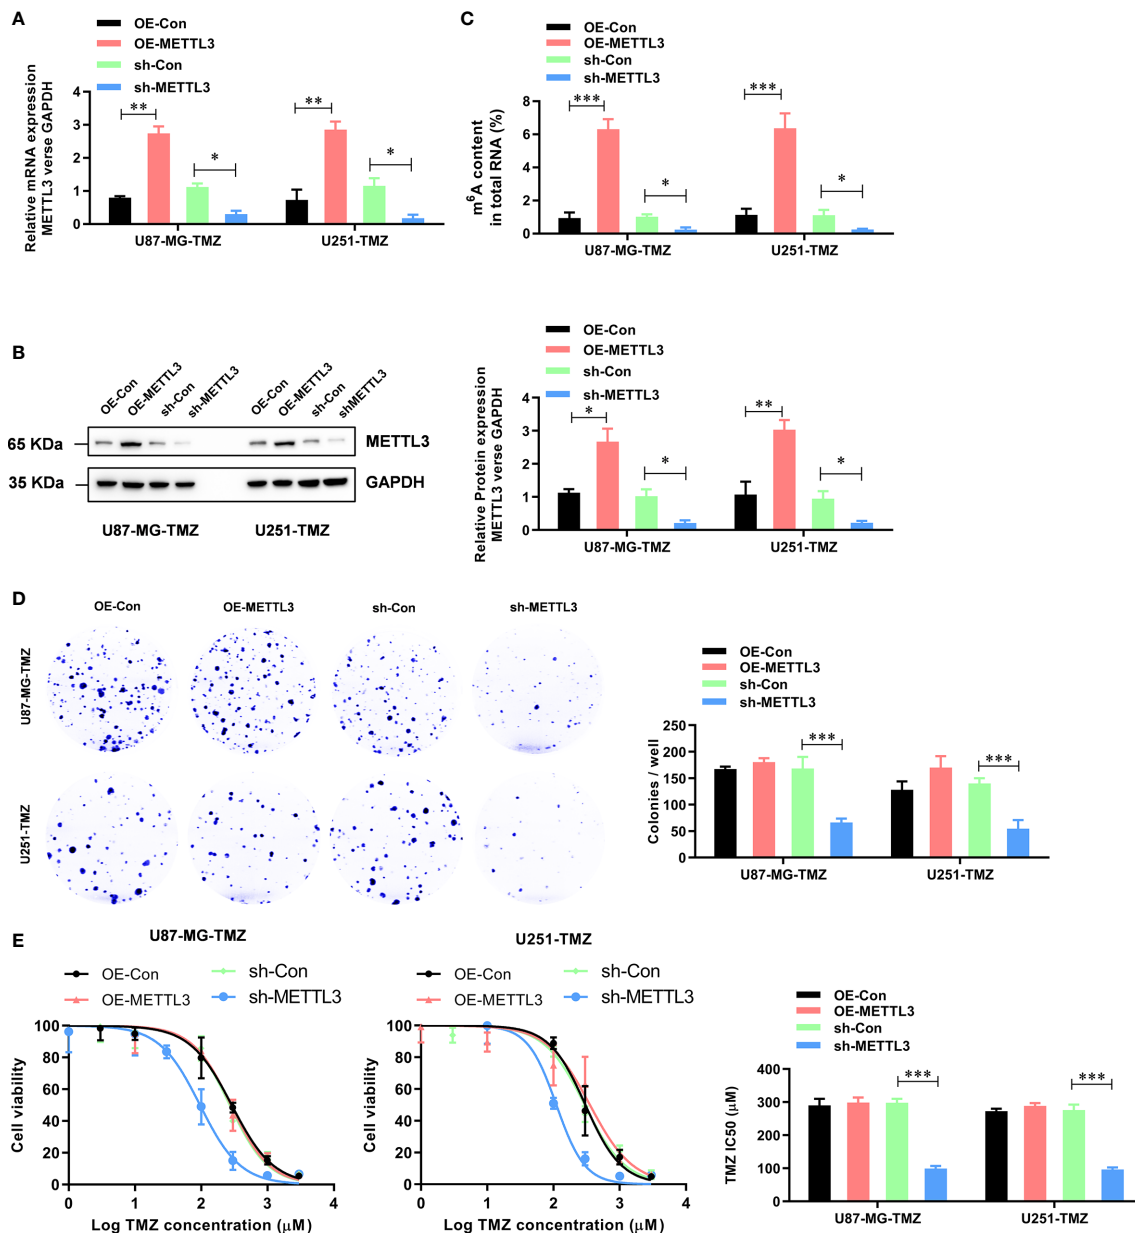 A
OE-Con
OE-METTL3
sh-Con
sh-METTL3
Relative mRNA expression
METTL3 verse GAPDH
4
3
2
1
0
**
*
**
*
U87-MG-TMZ
U251-TMZ
C
OE-Con
OE-METTL3
sh-Con
sh-METTL3
m⁶A content
in total RNA (%)
8
6
4
2
0
***
*
***
*
U87-MG-TMZ
U251-TMZ
B
OE-Con
OE-METTL3
sh-Con
sh-METTL3
OE-Con
OE-METTL3
sh-Con
shMETTL3
65 KDa
METTL3
35 KDa
GAPDH
U87-MG-TMZ
U251-TMZ
OE-Con
OE-METTL3
sh-Con
sh-METTL3
Relative Protein expression
METTL3 verse GAPDH
4
3
2
1
0
*
*
**
*
U87-MG-TMZ
U251-TMZ
D
OE-Con
OE-METTL3
sh-Con
sh-METTL3
U87-MG-TMZ
U251-TMZ
OE-Con
OE-METTL3
sh-Con
sh-METTL3
Colonies / well
250
200
150
100
50
0
***
***
U87-MG-TMZ
U251-TMZ
E
U87-MG-TMZ
OE-Con
OE-METTL3
sh-Con
sh-METTL3
Cell viability
100
80
60
40
20
0
0
1
2
3
4
Log TMZ concentration (μM)
U251-TMZ
OE-Con
OE-METTL3
sh-Con
sh-METTL3
Cell viability
100
80
60
40
20
0
0
1
2
3
4
Log TMZ concentration (μM)
OE-Con
OE-METTL3
sh-Con
sh-METTL3
TMZ IC50 (μM)
400
300
200
100
0
***
***
U87-MG-TMZ
U251-TMZ